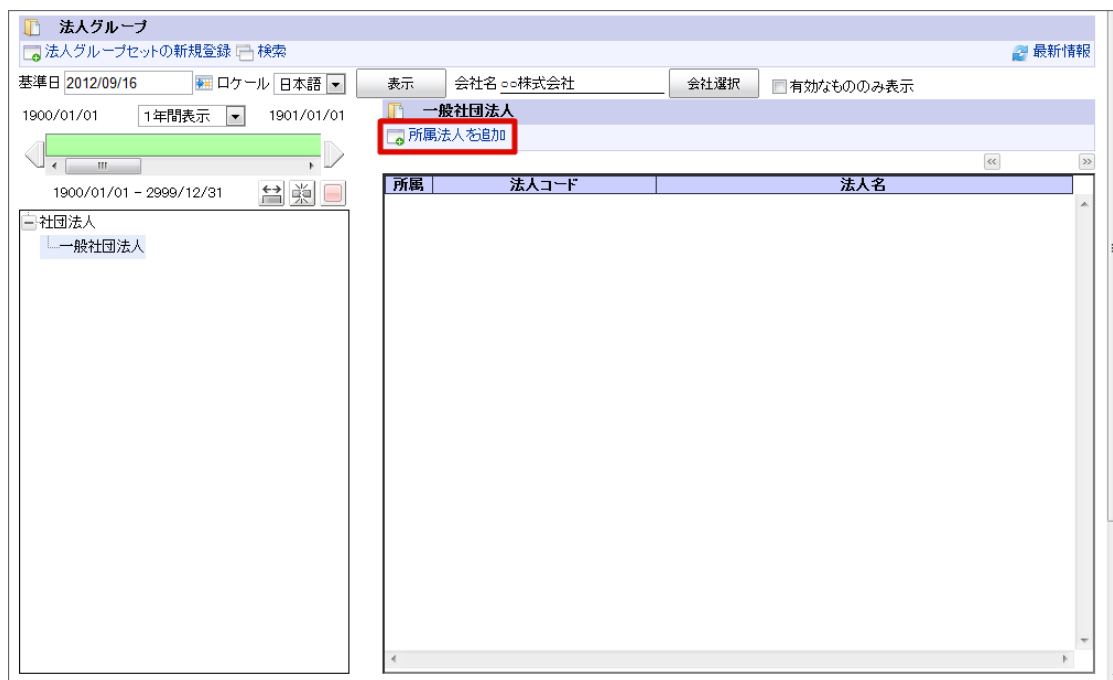 法人グループ
法人グループセットの新規登録 検索 最新情報
基準日 2012/09/16 ロケール 日本語 表示 会社名 ○○株式会社 会社選択 有効なもののみ表示
1900/01/01 1年間表示 1901/01/01
1900/01/01 - 2999/12/31
社団法人
一般社団法人
一般社団法人
所属法人を追加
所属 法人コード 法人名